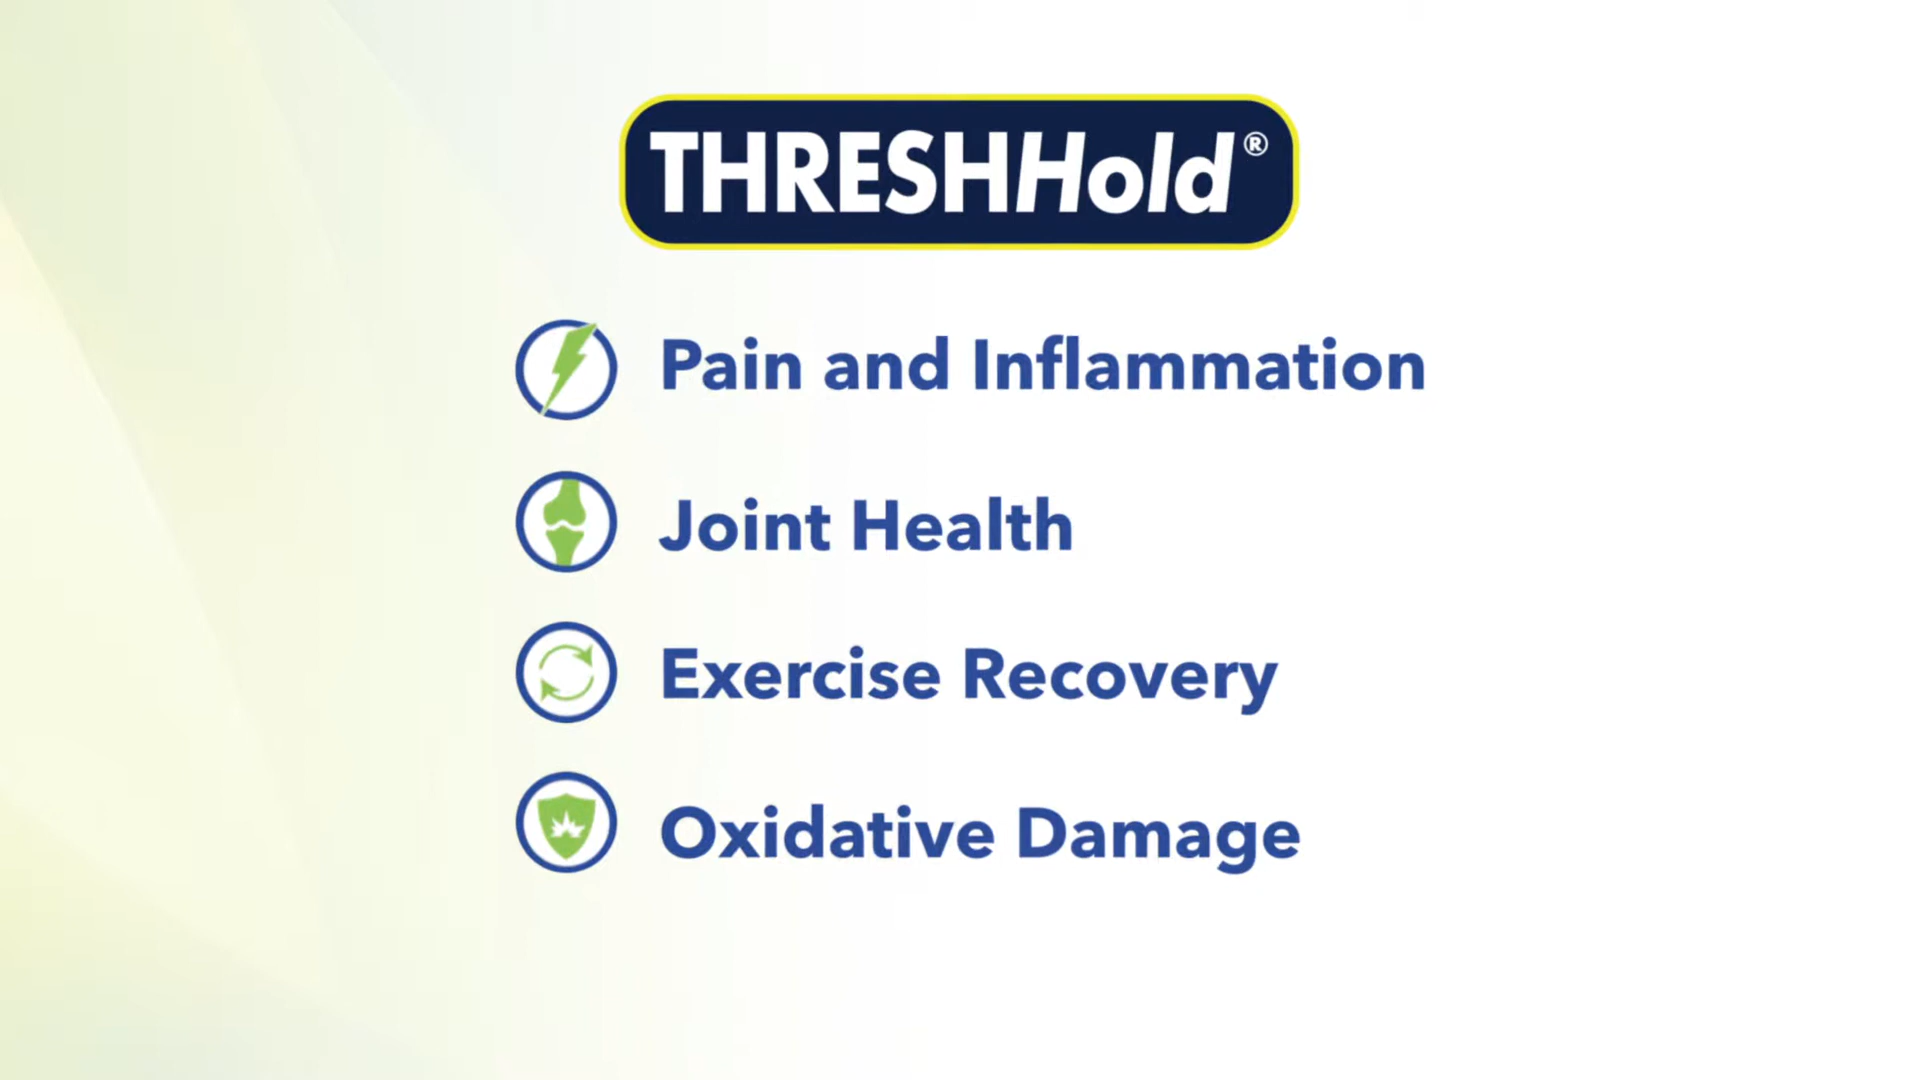 THRESHHold®
Pain and Inflammation
Joint Health
Exercise Recovery
Oxidative Damage